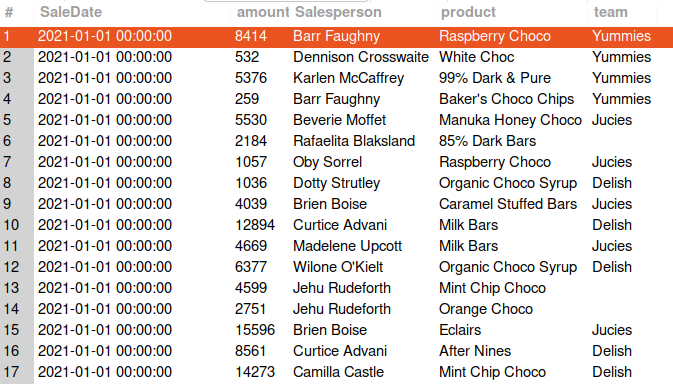 # SaleDate amount Salesperson product team
1 2021-01-01 00:00:00 8414 Barr Faughny Raspberry Choco Yummies
2 2021-01-01 00:00:00 532 Dennison Crosswaite White Choc Yummies
3 2021-01-01 00:00:00 5376 Karlen McCaffrey 99% Dark & Pure Yummies
4 2021-01-01 00:00:00 259 Barr Faughny Baker's Choco Chips Yummies
5 2021-01-01 00:00:00 5530 Beverie Moffet Manuka Honey Choco Jucies
6 2021-01-01 00:00:00 2184 Rafaelita Blaksland 85% Dark Bars
7 2021-01-01 00:00:00 1057 Oby Sorrel Raspberry Choco Jucies
8 2021-01-01 00:00:00 1036 Dotty Strutley Organic Choco Syrup Delish
9 2021-01-01 00:00:00 4039 Brien Boise Caramel Stuffed Bars Jucies
10 2021-01-01 00:00:00 12894 Curtice Advani Milk Bars Delish
11 2021-01-01 00:00:00 4669 Madelene Upcott Milk Bars Jucies
12 2021-01-01 00:00:00 6377 Wilone O'Kielt Organic Choco Syrup Delish
13 2021-01-01 00:00:00 4599 Jehu Rudeforth Mint Chip Choco
14 2021-01-01 00:00:00 2751 Jehu Rudeforth Orange Choco
15 2021-01-01 00:00:00 15596 Brien Boise Eclairs Jucies
16 2021-01-01 00:00:00 8561 Curtice Advani After Nines Delish
17 2021-01-01 00:00:00 14273 Camilla Castle Mint Chip Choco Delish